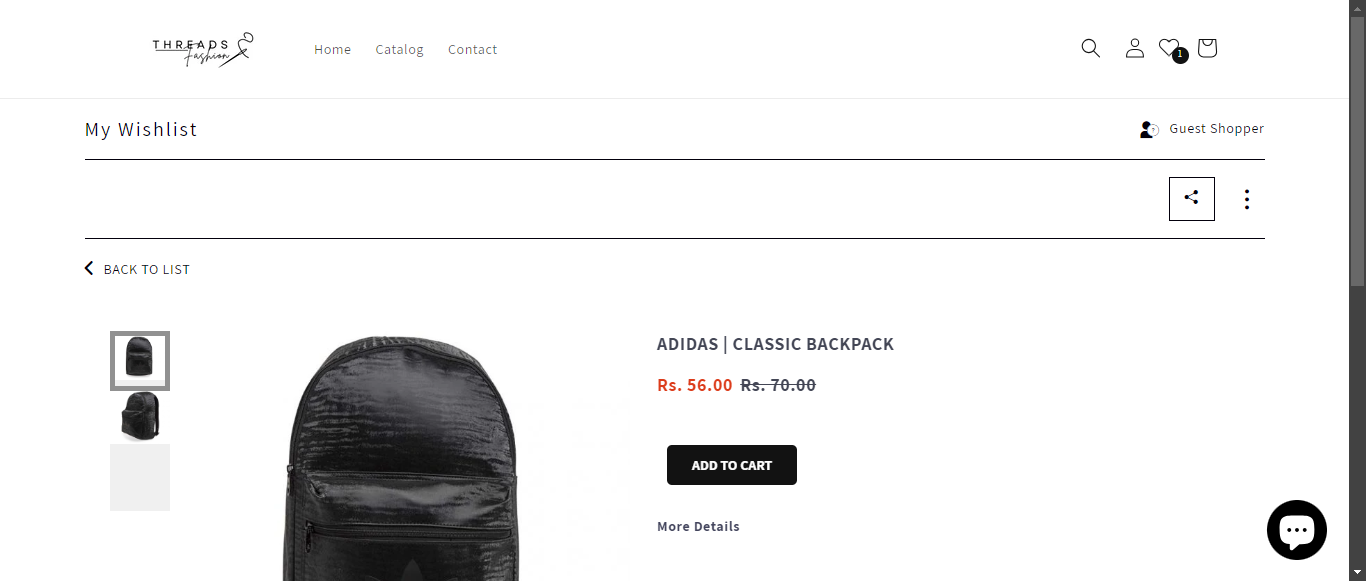 THREADS
Fashion
Home
Catalog
Contact
1
My Wishlist
?
Guest Shopper
BACK TO LIST
ADIDAS | CLASSIC BACKPACK
Rs. 56.00 Rs. 70.00
ADD TO CART
More Details